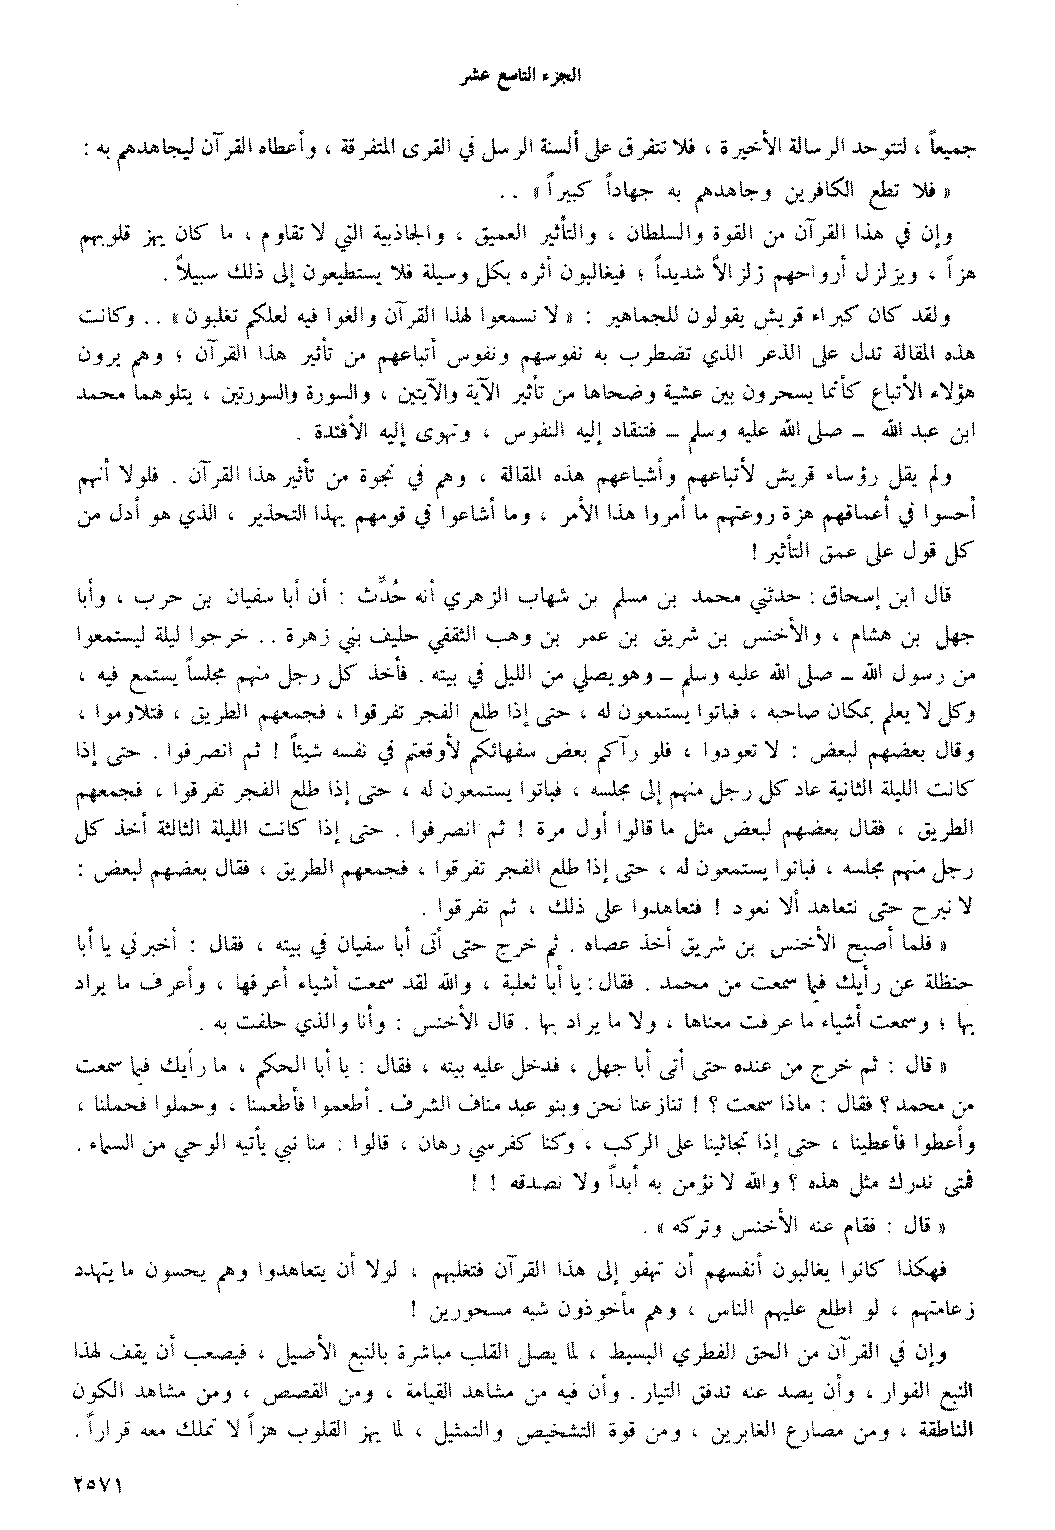 الجزء التاسع عشر
جميعاً ، لتتوحد الرسالة الأخيرة ، فلا تتفرق على ألسنة الرسل في القرى المتفرقة ، وأعطاه القرآن ليجاهدهم به :
« فلا تطع الكافرين وجاهدهم به جهاداً كبيراً » . .
وإن في هذا القرآن من القوة والسلطان ، والتأثير العميق ، والجاذبية التي لا تقاوم ، ما كان يهز قلوبهم
هزاً ، ويزلزل أرواحهم زلزالاً شديداً ؛ فيغالبون أثره بكل وسيلة فلا يستطيعون إلى ذلك سبيلاً .
ولقد كان كبراء قريش يقولون للجماهير : « لا تسمعوا لهذا القرآن والغوا فيه لعلكم تغلبون » . . وكانت
هذه المقالة تدل على الذعر الذي تضطرب به نفوسهم ونفوس أتباعهم من تأثير هذا القرآن ؛ وهم يرون
هؤلاء الأتباع كأنما يسحرون بين عشية وضحاها من تأثير الآية والآيتين ، والسورة والسورتين ، يتلوهما محمد
ابن عبد الله – صلى الله عليه وسلم – فتنقاد إليه النفوس ، وتهوى إليه الأفئدة .
ولم يقل رؤساء قريش لأتباعهم وأشياعهم هذه المقالة ، وهم في نجوة من تأثير هذا القرآن . فلولا أنهم
أحسوا في أعماقهم هزة روعتهم ما أمروا هذا الأمر ، وما أشاعوا في قومهم بهذا التحذير ، الذي هو أدل من
كل قول على عمق التأثير !
قال ابن إسحاق : حدثني محمد بن مسلم بن شهاب الزهري أنه حُدِّث : أن أبا سفيان بن حرب ، وأبا
جهل بن هشام ، والأخنس بن شريق بن عمر بن وهب الثقفي حليف بني زهرة . . خرجوا ليلة ليستمعوا
من رسول الله – صلى الله عليه وسلم – وهو يصلي من الليل في بيته . فأخذ كل رجل منهم مجلساً يستمع فيه ،
وكل لا يعلم بمكان صاحبه ، فباتوا يستمعون له ، حتى إذا طلع الفجر تفرقوا ، فجمعهم الطريق ، فتلاوموا ،
وقال بعضهم لبعض : لا تعودوا ، فلو رآكم بعض سفهائكم لأوقعتم في نفسه شيئاً ! ثم انصرفوا . حتى إذا
كانت الليلة الثانية عاد كل رجل منهم إلى مجلسه ، فباتوا يستمعون له ، حتى إذا طلع الفجر تفرقوا ، فجمعهم
الطريق ، فقال بعضهم لبعض مثل ما قالوا أول مرة ! ثم انصرفوا . حتى إذا كانت الليلة الثالثة أخذ كل
رجل منهم مجلسه ، فباتوا يستمعون له ، حتى إذا طلع الفجر تفرقوا ، فجمعهم الطريق ، فقال بعضهم لبعض :
لا نبرح حتى نتعاهد ألا نعود ! فتعاهدوا على ذلك ، ثم تفرقوا .
« فلما أصبح الأخنس بن شريق أخذ عصاه . ثم خرج حتى أتى أبا سفيان في بيته ، فقال : أخبرني يا أبا
حنظلة عن رأيك فيما سمعت من محمد . فقال : يا أبا ثعلبة ، والله لقد سمعت أشياء أعرفها ، وأعرف ما يراد
بها ؛ وسمعت أشياء ما عرفت معناها ، ولا ما يراد بها . قال الأخنس : وأنا والذي حلفت به .
« قال : ثم خرج من عنده حتى أتى أبا جهل ، فدخل عليه بيته ، فقال : يا أبا الحكم ، ما رأيك فيما سمعت
من محمد ؟ فقال : ماذا سمعت ؟ ! تنازعنا نحن وبنو عبد مناف الشرف . أطعموا فأطعمنا ، وحملوا فحملنا ،
وأعطوا فأعطينا ، حتى إذا تجاثينا على الركب ، وكنا كفرسي رهان ، قالوا : منا نبي يأتيه الوحي من السماء .
فمتى ندرك مثل هذه ؟ والله لا نؤمن به أبداً ولا نصدقه ! !
« قال : فقام عنه الأخنس وتركه » .
فهكذا كانوا يغالبون أنفسهم أن تهفو إلى هذا القرآن فتغلبهم ، لولا أن يتعاهدوا وهم يحسون ما يتهدد
زعامتهم ، لو اطلع عليهم الناس ، وهم مأخوذون شبه مسحورين !
وإن في القرآن من الحق الفطري البسيط ، لما يصل القلب مباشرة بالنبع الأصيل ، فيصعب أن يقف لهذا
النبع الفوار ، وأن يصد عنه تدفق التيار . وأن فيه من مشاهد القيامة ، ومن القصص ، ومن مشاهد الكون
الناطقة ، ومن مصارع الغابرين ، ومن قوة التشخيص والتمثيل ، لما يهز القلوب هزاً لا تملك معه قراراً .
٢٥٧١